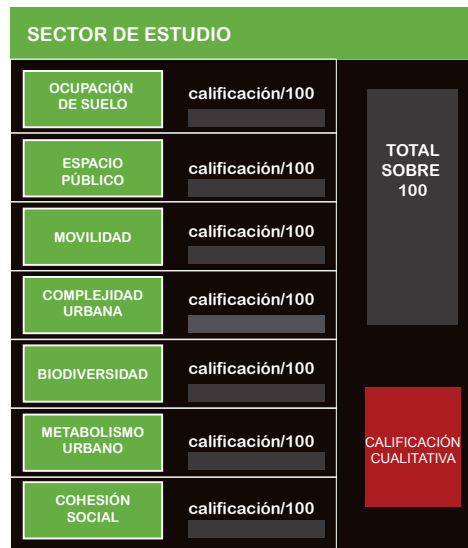 SECTOR DE ESTUDIO
OCUPACIÓN
DE SUELO
calificación/100
ESPACIO
PÚBLICO
calificación/100
MOVILIDAD
calificación/100
COMPLEJIDAD
URBANA
calificación/100
BIODIVERSIDAD
calificación/100
METABOLISMO
URBANO
calificación/100
COHESIÓN
SOCIAL
calificación/100
TOTAL
SOBRE
100
CALIFICACIÓN
CUALITATIVA